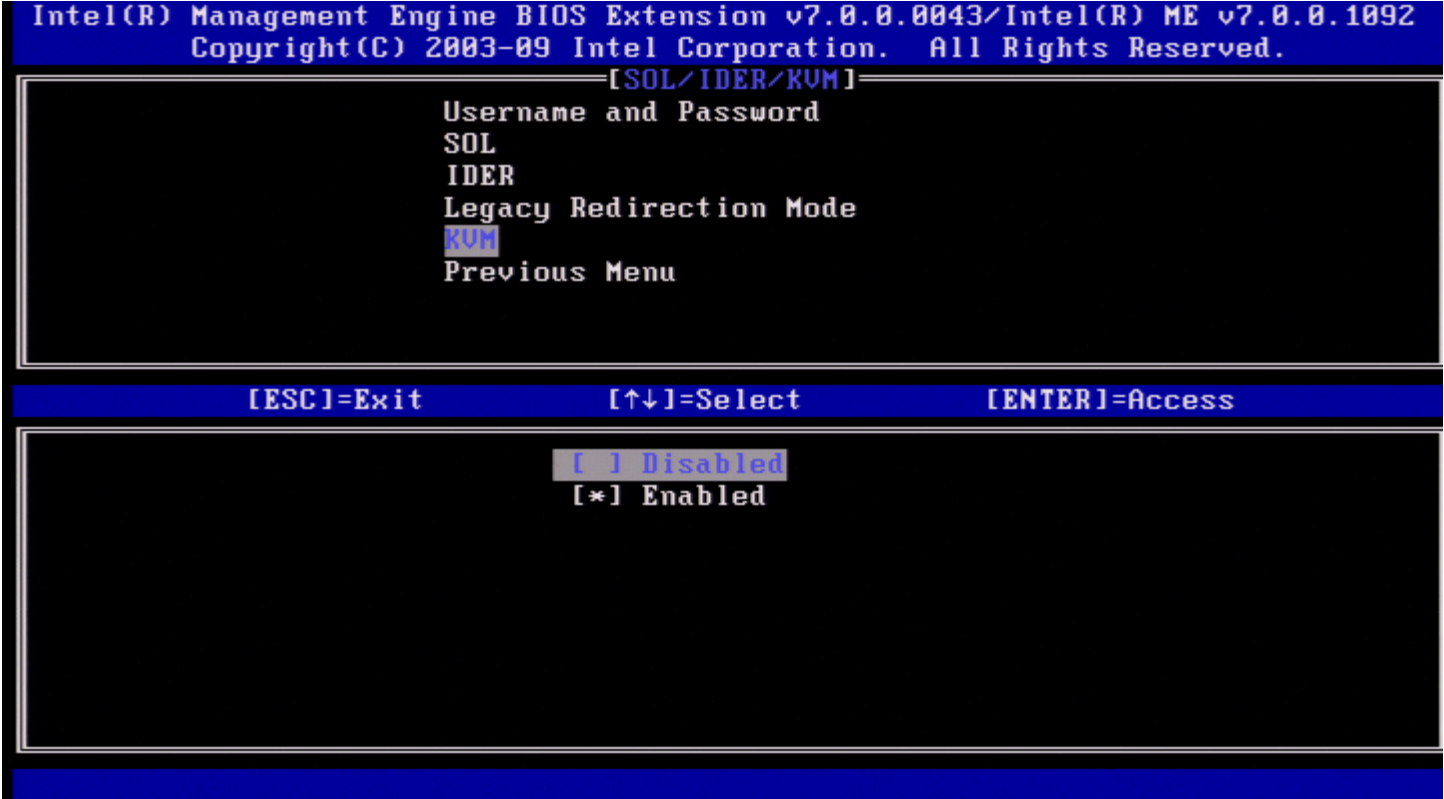 Intel(R) Management Engine BIOS Extension v7.0.0.0043/Intel(R) ME v7.0.0.1092
Copyright(C) 2003-09 Intel Corporation. All Rights Reserved.
[SOL/IDER/KVM]
Username and Password
SOL
IDER
Legacy Redirection Mode
KVM
Previous Menu
[ESC]=Exit [↑↓]=Select [ENTER]=Access
[ ] Disabled
[*] Enabled